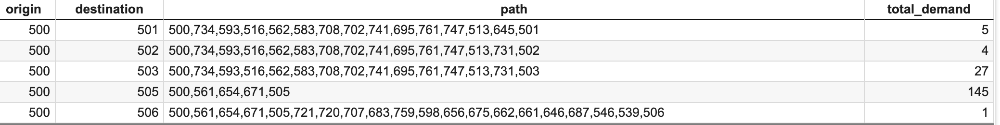 origin destination path total_demand
500 501 500,734,593,516,562,583,708,702,741,695,761,747,513,645,501 5
500 502 500,734,593,516,562,583,708,702,741,695,761,747,513,731,502 4
500 503 500,734,593,516,562,583,708,702,741,695,761,747,513,731,503 27
500 505 500,561,654,671,505 145
500 506 500,561,654,671,505,721,720,707,683,759,598,656,675,662,661,646,687,546,539,506 1